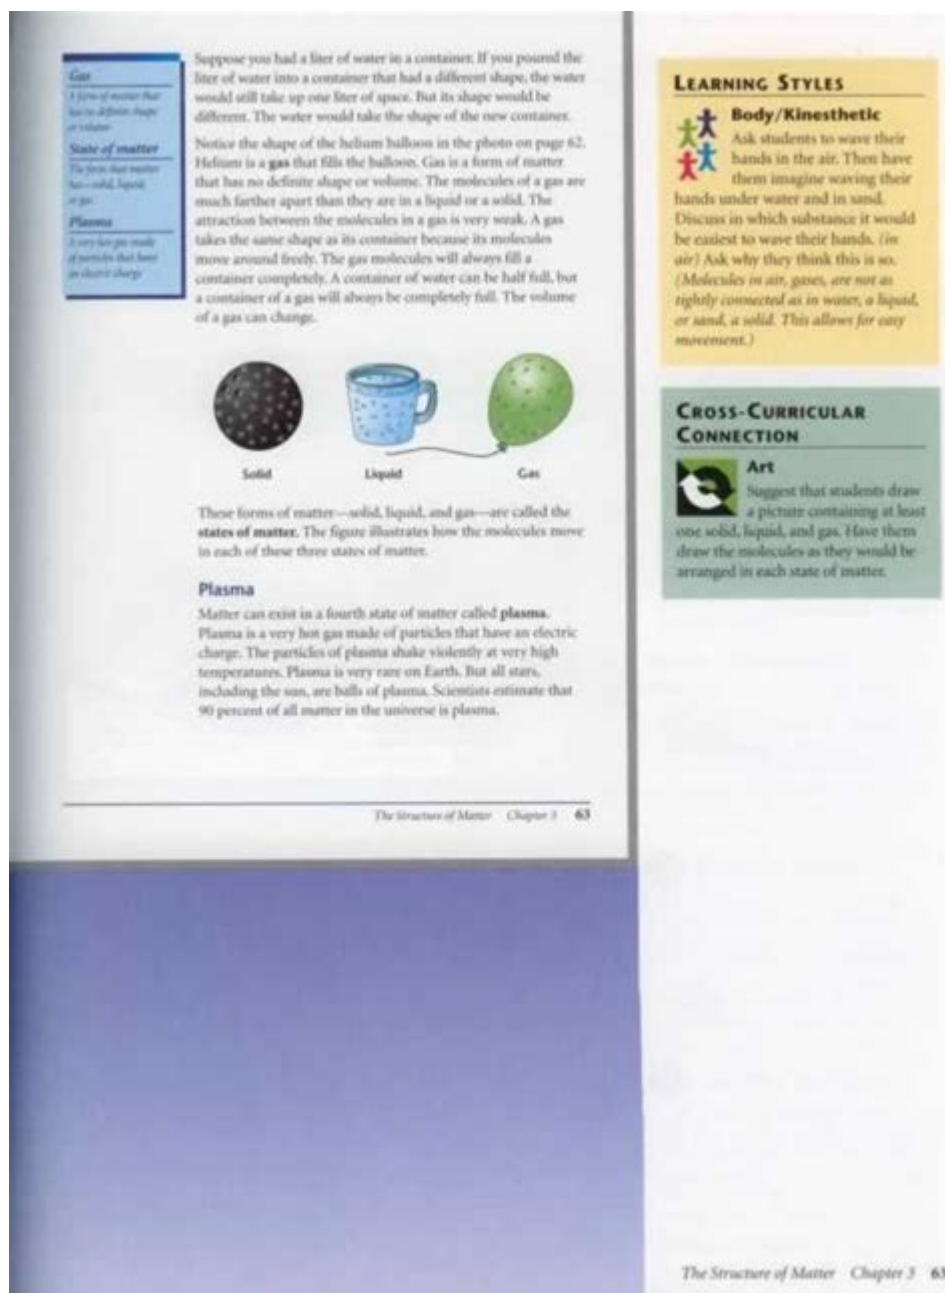 Gas
A form of matter that
has no definite shape
or volume
State of matter
The form that matter
has—solid, liquid,
or gas
Plasma
A very hot gas made
of particles that have
an electric charge
Suppose you had a liter of water in a container. If you poured the
liter of water into a container that had a different shape, the water
would still take up one liter of space. But its shape would be
different. The water would take the shape of the new container.
Notice the shape of the helium balloon in the photo on page 62.
Helium is a gas that fills the balloon. Gas is a form of matter
that has no definite shape or volume. The molecules of a gas are
much farther apart than they are in a liquid or a solid. The
attraction between the molecules in a gas is very weak. A gas
takes the same shape as its container because its molecules
move around freely. The gas molecules will always fill a
container completely. A container of water can be half full, but
a container of a gas will always be completely full. The volume
of a gas can change.
Solid
Liquid
Gas
These forms of matter—solid, liquid, and gas—are called the
states of matter. The figure illustrates how the molecules move
in each of these three states of matter.
Plasma
Matter can exist in a fourth state of matter called plasma.
Plasma is a very hot gas made of particles that have an electric
charge. The particles of plasma shake violently at very high
temperatures. Plasma is very rare on Earth. But all stars,
including the sun, are balls of plasma. Scientists estimate that
90 percent of all matter in the universe is plasma.
The Structure of Matter Chapter 3 63
LEARNING STYLES
Body/Kinesthetic
Ask students to wave their
hands in the air. Then have
them imagine waving their
hands under water and in sand.
Discuss in which substance it would
be easiest to wave their hands. (in
air) Ask why they think this is so.
(Molecules in air, gases, are not as
tightly connected as in water, a liquid,
or sand, a solid. This allows for easy
movement.)
CROSS-CURRICULAR
CONNECTION
Art
Suggest that students draw
a picture containing at least
one solid, liquid, and gas. Have them
draw the molecules as they would be
arranged in each state of matter.
The Structure of Matter Chapter 3 63